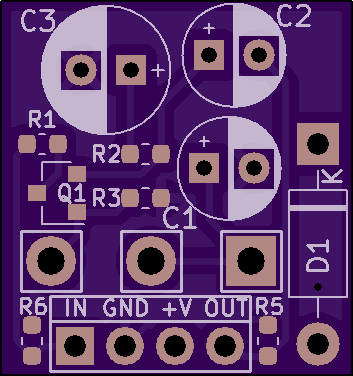 C3
C2
+
+
R1
R2
+
K
Q1
R3
C1
D1
R6
IN GND +V OUT
R5